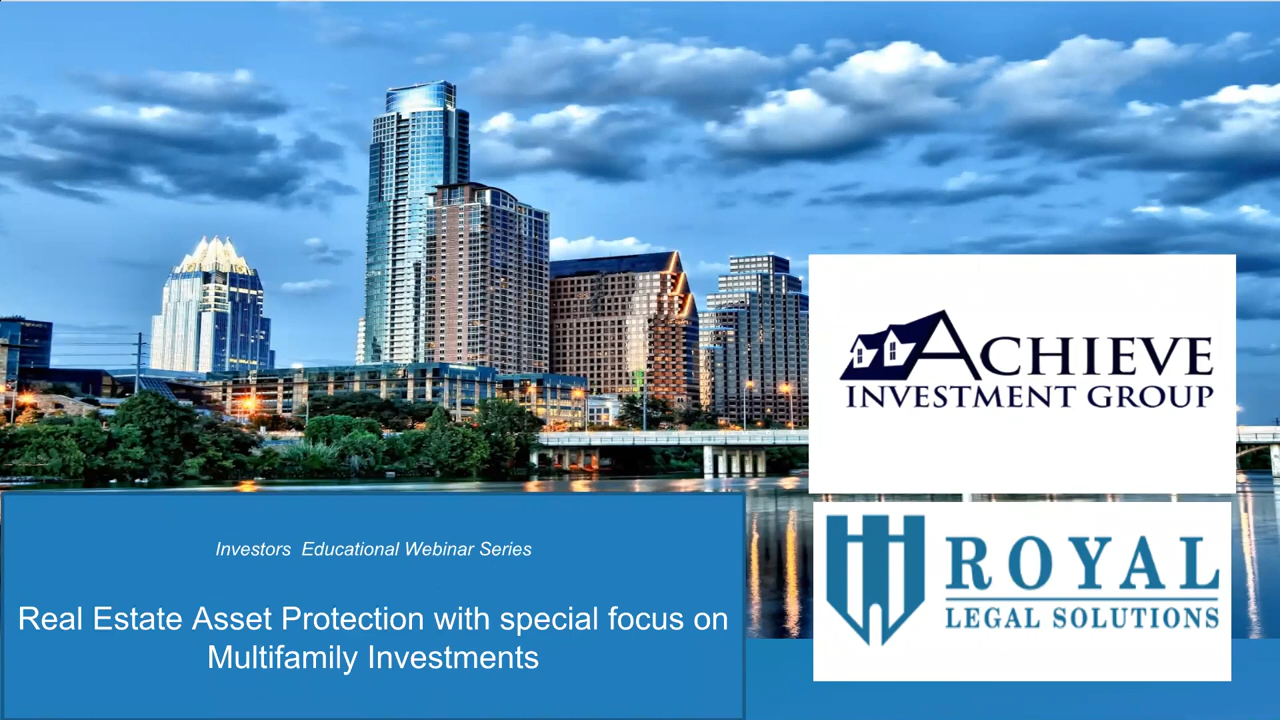 ACHIEVE
INVESTMENT GROUP
Investors  Educational Webinar Series
Real Estate Asset Protection with special focus on
Multifamily Investments
ROYAL
LEGAL SOLUTIONS